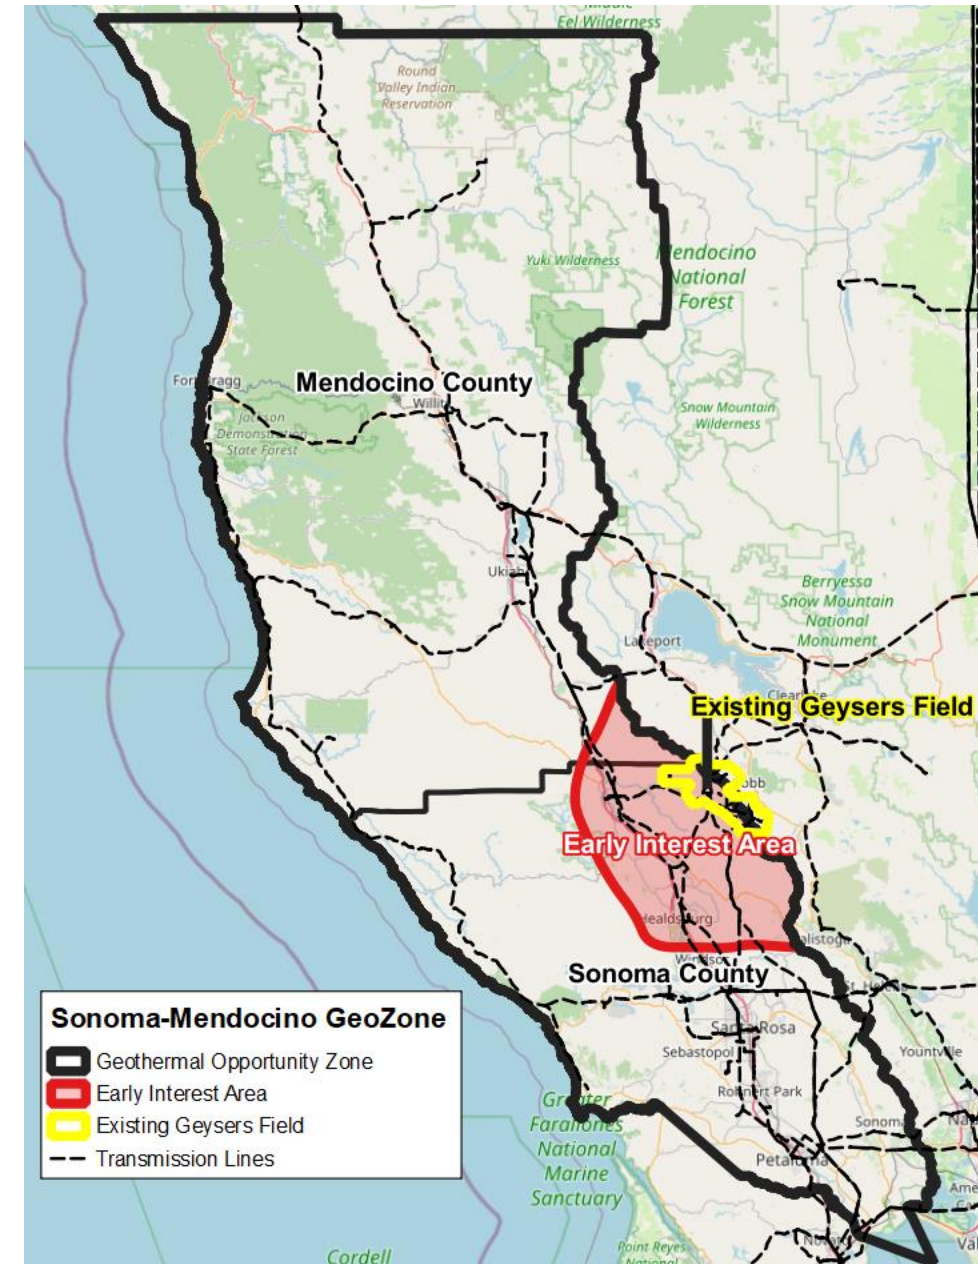 Middle
Eel Wilderness
Round
Valley Indian
Reservation
Yuki Wilderness
Mendocino
National
Forest
Mendocino County
Snow Mountain
Wilderness
Jackson
State Forest
Ukiah
Berryessa
Snow Mountain
National
Monument
Lakeport
Existing Geysers Field
Early Interest Area
Healdsburg
Windsor
Sonoma County
Sebastopol
Yountville
Rohnert Park
Sonoma
Petaluma
Greater
Farallones
National
Marine
Sanctuary
Point Reyes
National
Cordell
Sonoma-Mendocino GeoZone
Geothermal Opportunity Zone
Early Interest Area
Existing Geysers Field
Transmission Lines